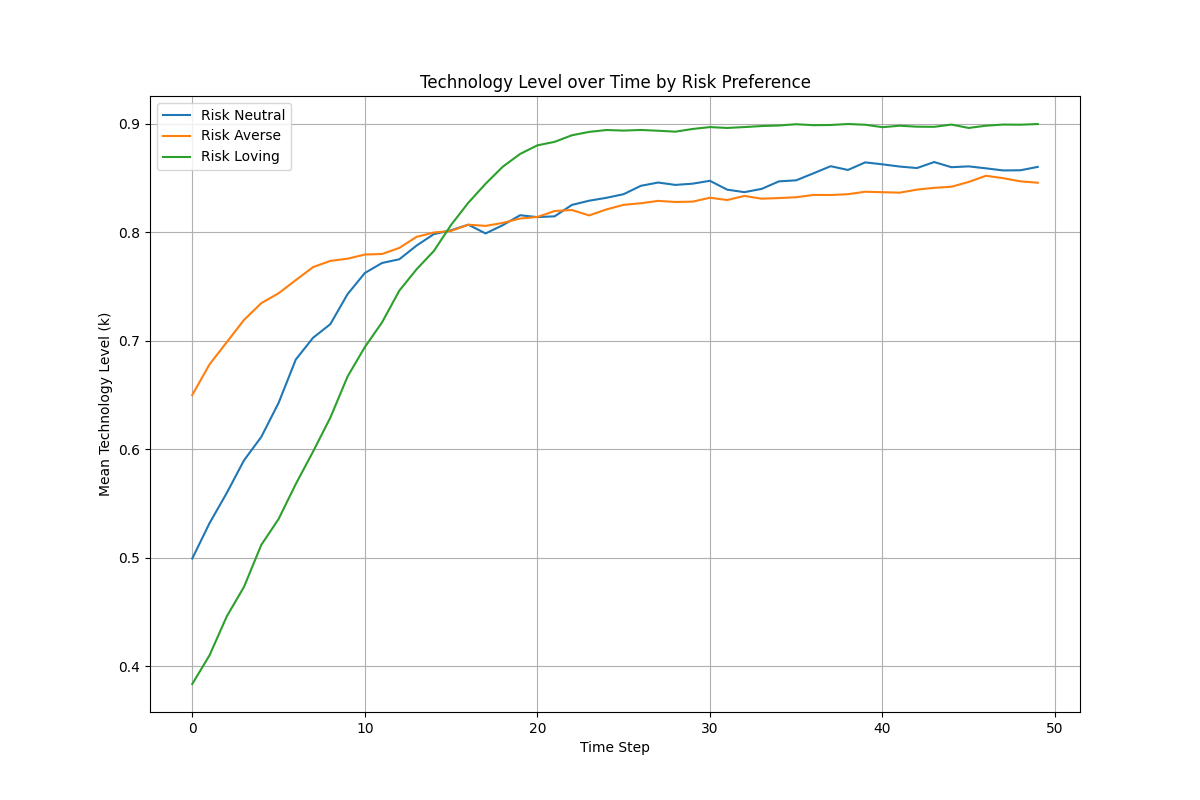 Technology Level over Time by Risk Preference
Risk Neutral
Risk Averse
Risk Loving
0.9
0.8
0.7
0.6
0.5
0.4
Mean Technology Level (k)
0 10 20 30 40 50
Time Step